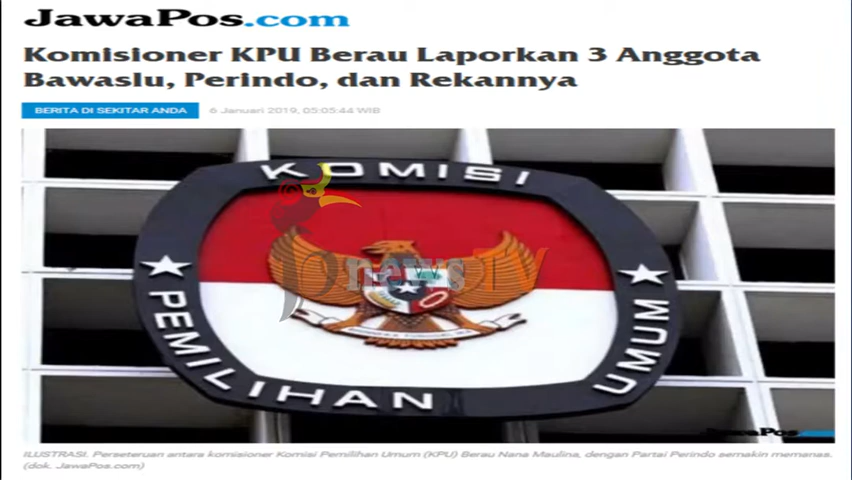 JawaPos.com
Komisioner KPU Berau Laporkan 3 Anggota
Bawaslu, Perindo, dan Rekannya
BERITA DI SEKITAR ANDA
6 Januari 2019, 05:05:44 WIB
KOMISI
PEMILIHAN
UMUM
newsTV
JawaPos
ILUSTRASI. Perseteruan antara komisioner Komisi Pemilihan Umum (KPU) Berau Nana Maulina, dengan Partai Perindo semakin memanas.
(dok. JawaPos.com)